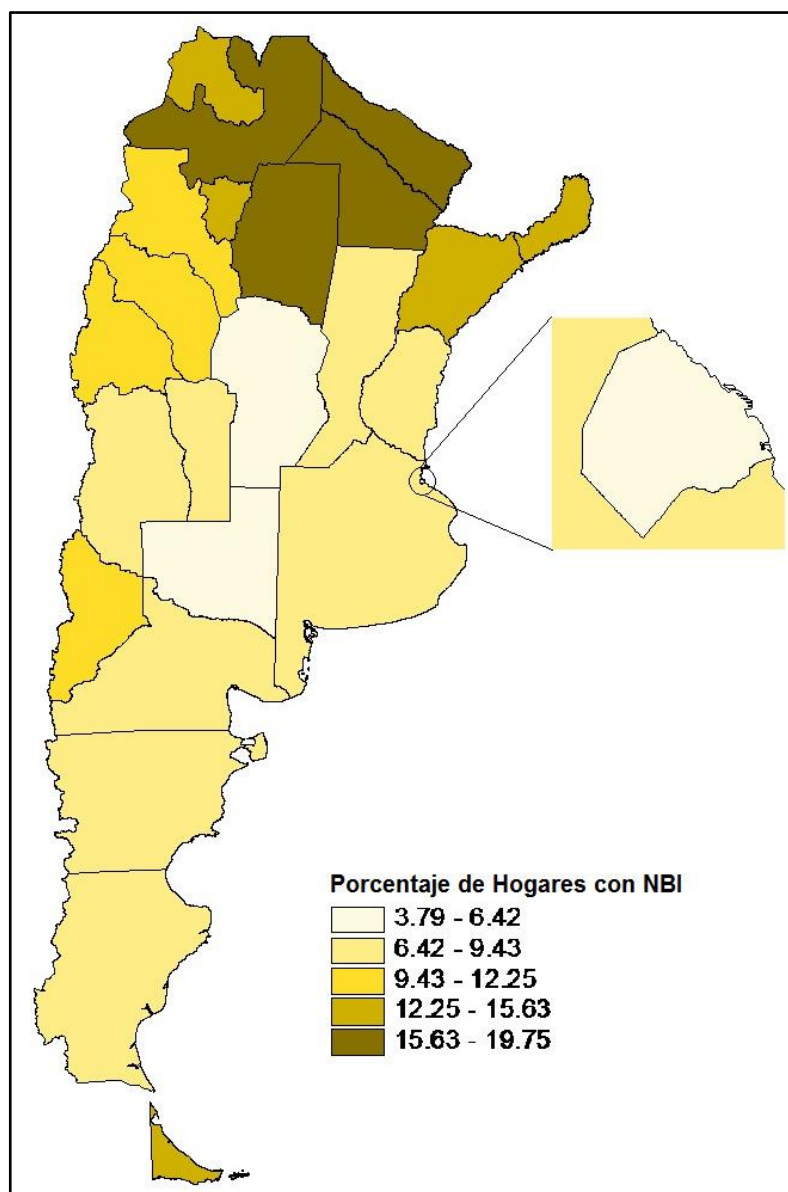 Porcentaje de Hogares con NBI
3.79 - 6.42
6.42 - 9.43
9.43 - 12.25
12.25 - 15.63
15.63 - 19.75